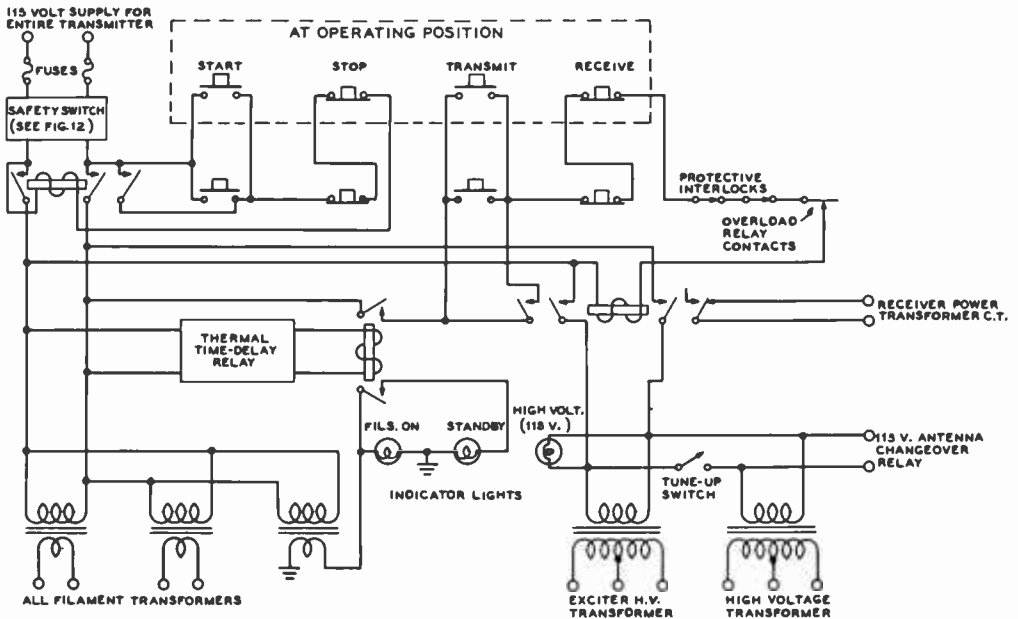 115 VOLT SUPPLY FOR
ENTIRE TRANSMITTER
FUSES
SAFETY SWITCH
(SEE FIG.12)
AT OPERATING POSITION
START
STOP
TRANSMIT
RECEIVE
PROTECTIVE
INTERLOCKS
OVERLOAD
RELAY
CONTACTS
RECEIVER POWER
TRANSFORMER C.T.
THERMAL
TIME-DELAY
RELAY
FILS. ON
STANDBY
HIGH VOLT.
(115 V.)
INDICATOR LIGHTS
TUNE-UP
SWITCH
115 V. ANTENNA
CHANGEOVER
RELAY
ALL FILAMENT TRANSFORMERS
EXCITER H.V.
TRANSFORMER
HIGH VOLTAGE
TRANSFORMER